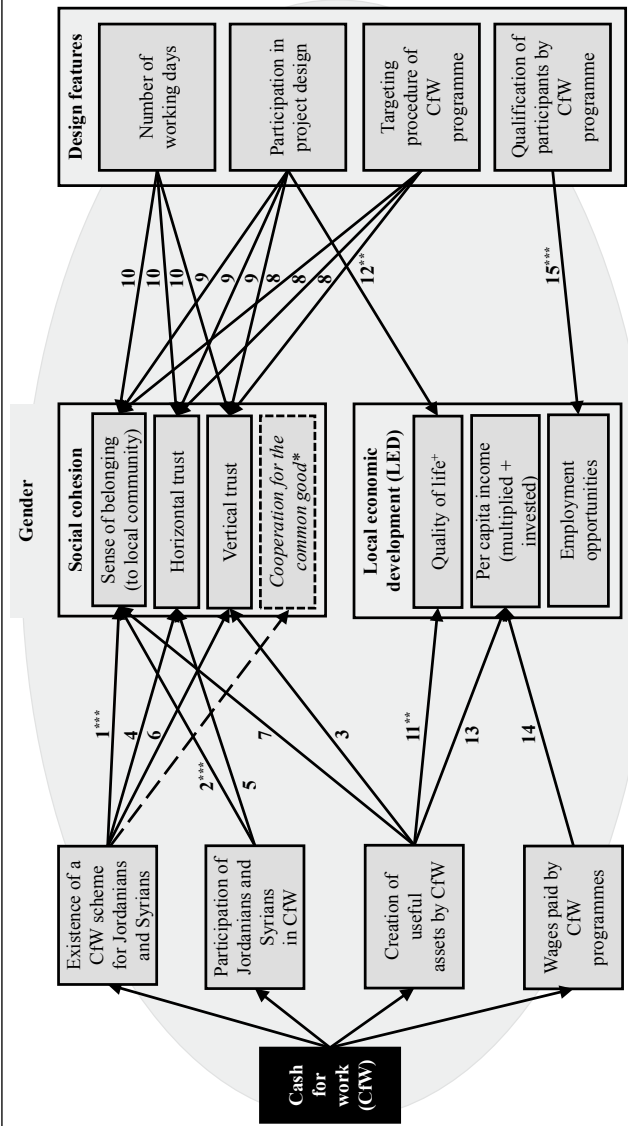 Gender
Cash
for
work
(CfW)
Existence of a
CfW scheme
for Jordanians
and Syrians
Participation of
Jordanians and
Syrians
in CfW
Creation of
useful
assets by CfW
Wages paid by
CfW
programmes
1***
4
6
2***
5
7
3
11**
13
14
Social cohesion
Sense of belonging
(to local community)
Horizontal trust
Vertical trust
Cooperation for the
common good*
Local economic
development (LED)
Quality of life+
Per capita income
(multiplied +
invested)
Employment
opportunities
10
10
10
9
9
9
8
8
8
12**
15***
Design features
Number of
working days
Participation in
project design
Targeting
procedure of
CfW
programme
Qualification of
participants by
CfW
programme